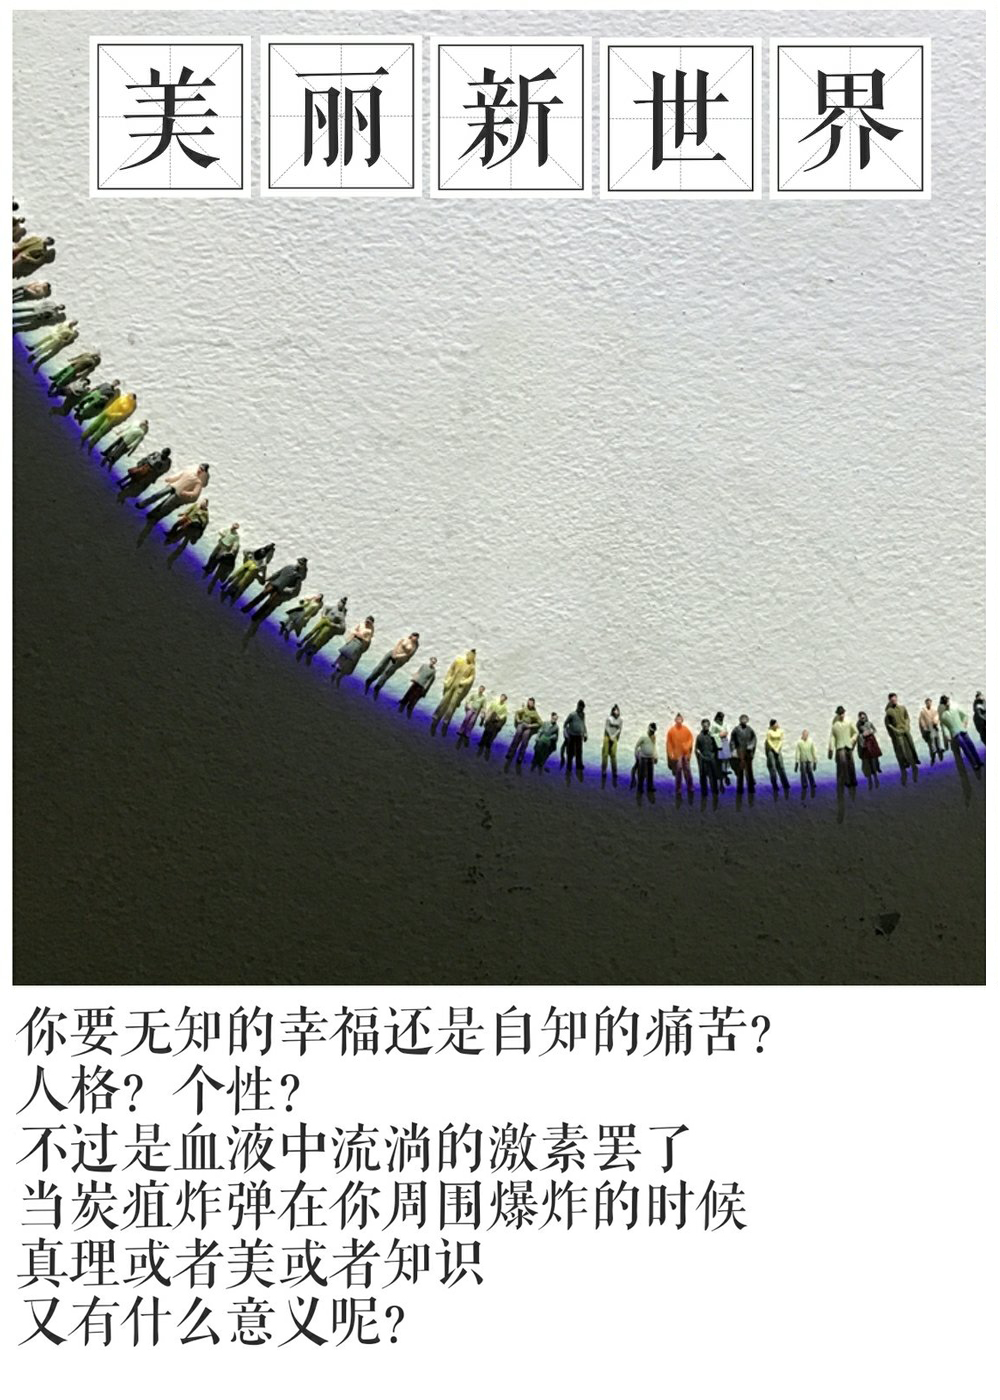 美丽新世界
你要无知的幸福还是自知的痛苦?
人格? 个性?
不过是血液中流淌的激素罢了
当炭疽炸弹在你周围爆炸的时候
真理或者美或者知识
又有什么意义呢?